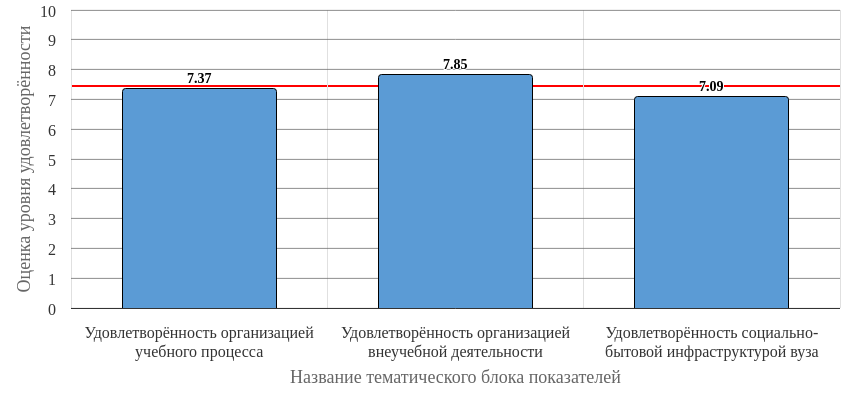 Оценка уровня удовлетворённости
10
9
8
7
6
5
4
3
2
1
0
7.37
7.85
7.09
Удовлетворённость организацией
учебного процесса
Удовлетворённость организацией
внеучебной деятельности
Удовлетворённость социально-
бытовой инфраструктурой вуза
Название тематического блока показателей